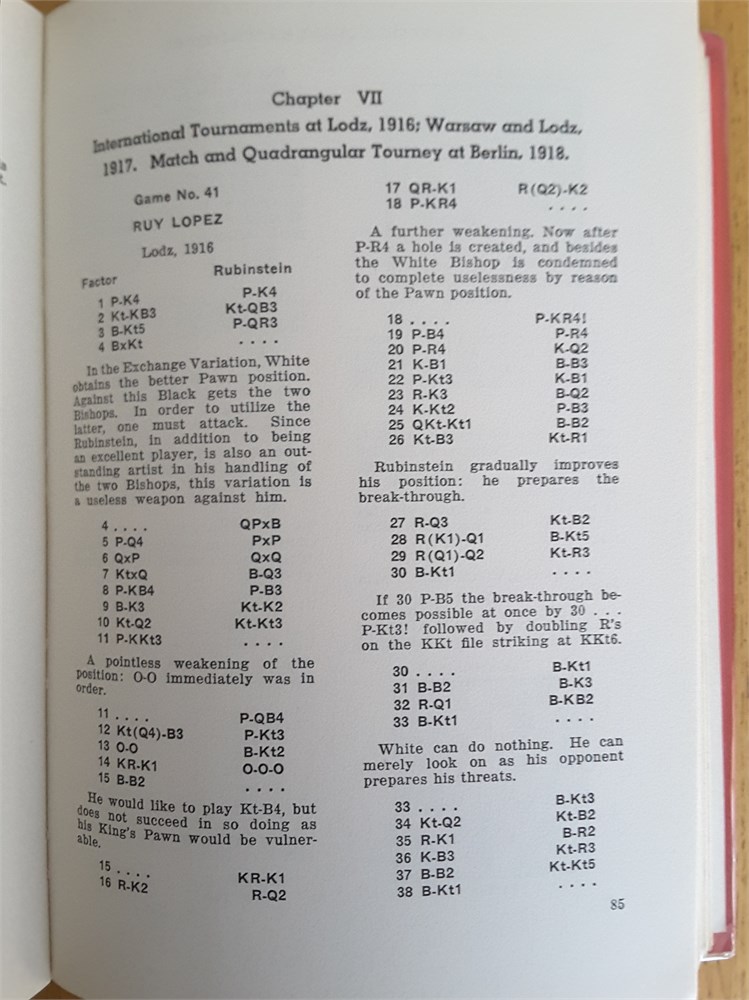 Chapter VII
International Tournaments at Lodz, 1916; Warsaw and Lodz,
1917. Match and Quadrangular Tourney at Berlin, 1918.
Game No. 41
RUY LOPEZ
Lodz, 1916
Factor Rubinstein
1 P-K4 P-K4
2 Kt-KB3 Kt-QB3
3 B-Kt5 P-QR3
4 BxKt . . . .
In the Exchange Variation, White
obtains the better Pawn position.
Against this Black gets the two
Bishops. In order to utilize the
latter, one must attack. Since
Rubinstein, in addition to being
an excellent player, is also an out-
standing artist in his handling of
the two Bishops, this variation is
a useless weapon against him.
4 . . . . QPxB
5 P-Q4 PxP
6 QxP QxQ
7 KtxQ B-Q3
8 P-KB4 P-B3
9 B-K3 Kt-K2
10 Kt-Q2 Kt-Kt3
11 P-KKt3 . . . .
A pointless weakening of the
position: O-O immediately was in
order.
11 . . . . P-QB4
12 Kt(Q4)-B3 P-Kt3
13 O-O B-Kt2
14 KR-K1 O-O-O
15 B-B2 . . . .
He would like to play Kt-B4, but
does not succeed in so doing as
his King's Pawn would be vulner-
able.
15 . . . . KR-K1
16 R-K2 R-Q2
17 QR-K1 R(Q2)-K2
18 P-KR4 . . . .
A further weakening. Now after
P-R4 a hole is created, and besides
the White Bishop is condemned
to complete uselessness by reason
of the Pawn position.
18 . . . . P-KR4!
19 P-B4 P-R4
20 P-R4 K-Q2
21 K-B1 B-B3
22 P-Kt3 K-B1
23 R-K3 B-Q2
24 K-Kt2 P-B3
25 QKt-Kt1 B-B2
26 Kt-B3 Kt-R1
Rubinstein gradually improves
his position: he prepares the
break-through.
27 R-Q3 Kt-B2
28 R(K1)-Q1 B-Kt5
29 R(Q1)-Q2 Kt-R3
30 B-Kt1 . . . .
If 30 P-B5 the break-through be-
comes possible at once by 30 . . .
P-Kt3! followed by doubling R's
on the KKt file striking at KKt6.
30 . . . . B-Kt1
31 B-B2 B-K3
32 R-Q1 B-KB2
33 B-Kt1 . . . .
White can do nothing. He can
merely look on as his opponent
prepares his threats.
33 . . . . B-Kt3
34 Kt-Q2 Kt-B2
35 R-K1 B-R2
36 K-B3 Kt-R3
37 B-B2 Kt-Kt5
38 B-Kt1 . . . .
85